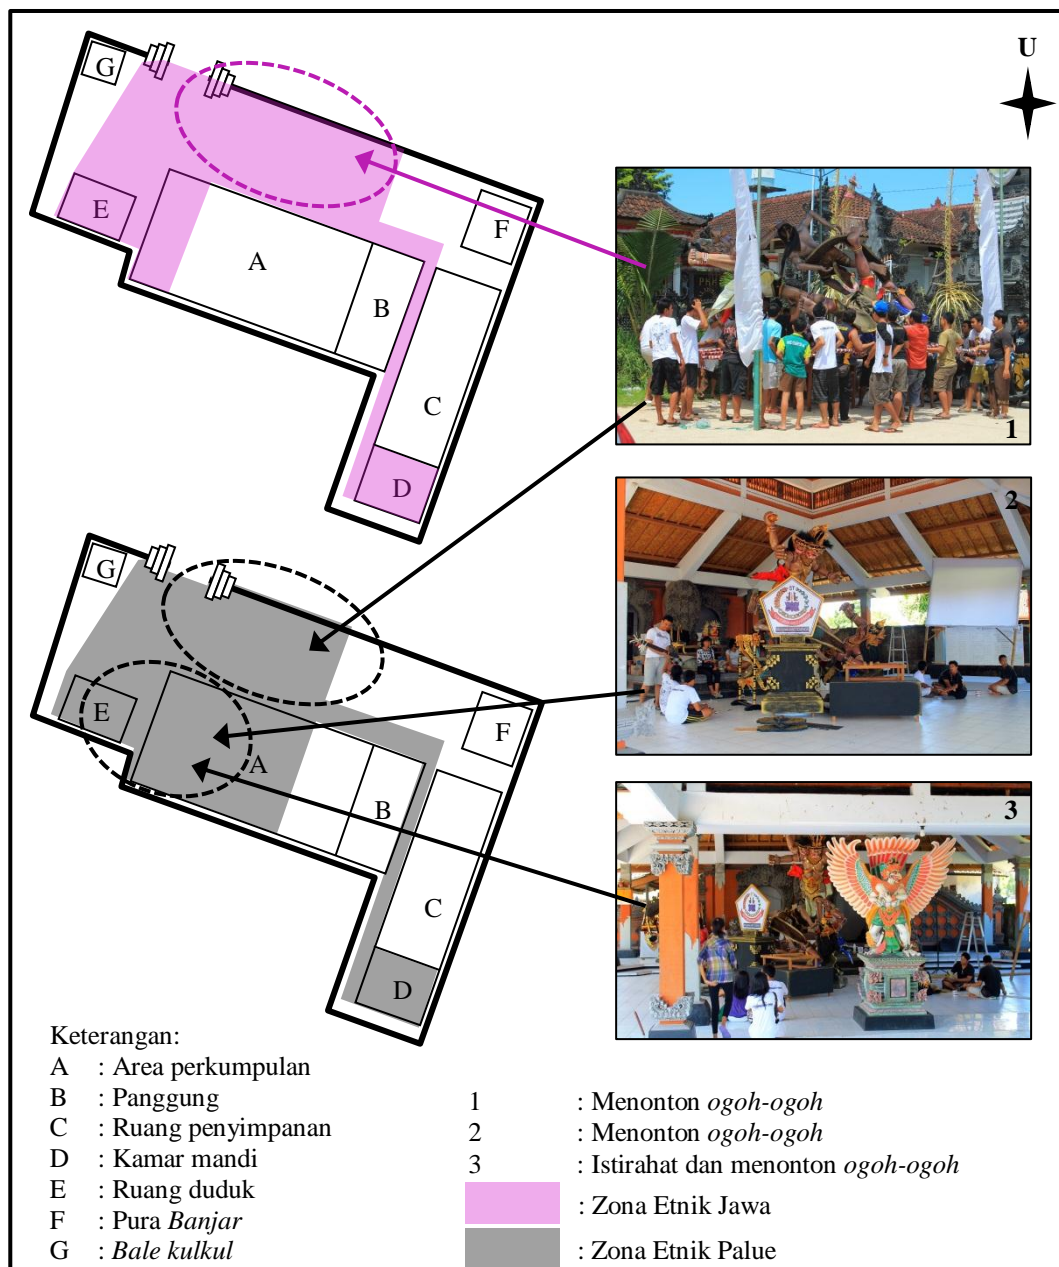 U
G
E
A
B
F
C
D
1
G
E
A
B
F
C
D
2
3
Keterangan:
A : Area perkumpulan
B : Panggung
C : Ruang penyimpanan
D : Kamar mandi
E : Ruang duduk
F : Pura Banjar
G : Bale kulkul
1 : Menonton ogoh-ogoh
2 : Menonton ogoh-ogoh
3 : Istirahat dan menonton ogoh-ogoh
: Zona Etnik Jawa
: Zona Etnik Palue